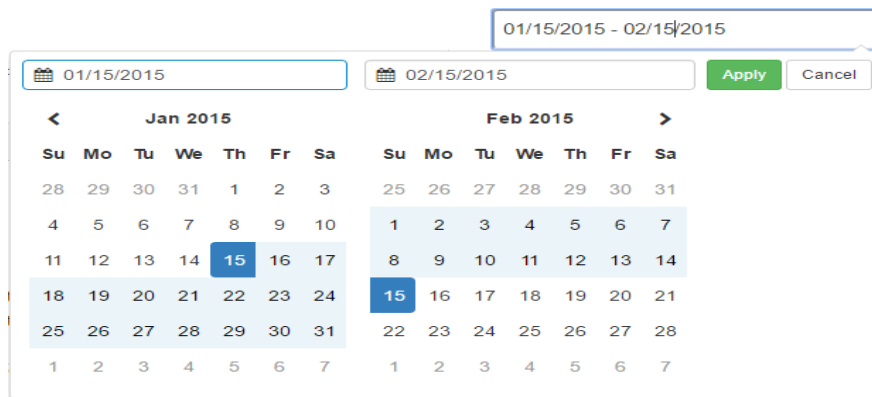 01/15/2015 - 02/15/2015
01/15/2015 02/15/2015 Apply Cancel
Jan 2015 Feb 2015
Su Mo Tu We Th Fr Sa Su Mo Tu We Th Fr Sa
28 29 30 31 1 2 3 25 26 27 28 29 30 31
4 5 6 7 8 9 10 1 2 3 4 5 6 7
11 12 13 14 15 16 17 8 9 10 11 12 13 14
18 19 20 21 22 23 24 15 16 17 18 19 20 21
25 26 27 28 29 30 31 22 23 24 25 26 27 28
1 2 3 4 5 6 7 1 2 3 4 5 6 7